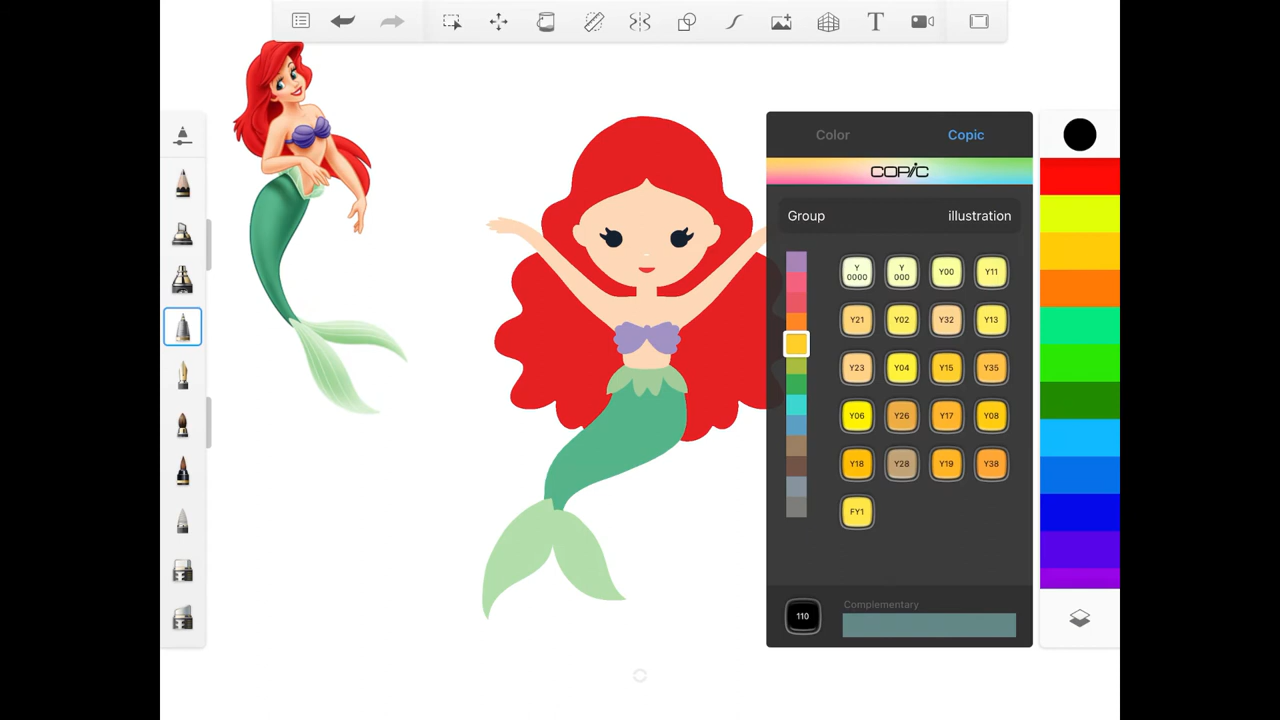 T
Color Copic
COPIC
Group illustration
Y 0000 Y 000 Y00 Y11
Y21 Y02 Y32 Y13
Y23 Y04 Y15 Y35
Y06 Y26 Y17 Y08
Y18 Y28 Y19 Y38
FY1
Complementary
110